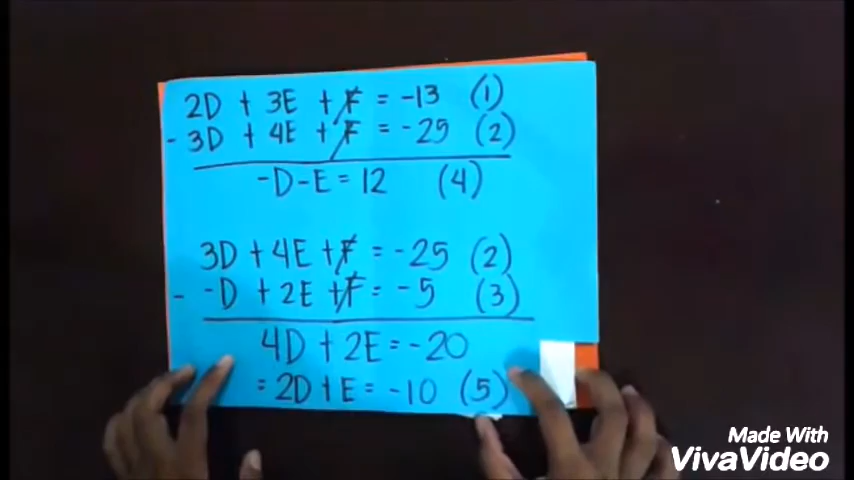 2D + 3E + F = -13 (1)
- 3D + 4E + F = -25 (2)
-D - E = 12 (4)
3D + 4E + F = -25 (2)
- -D + 2E + F = -5 (3)
4D + 2E = -20
= 2D + E = -10 (5)
Made With
VivaVideo